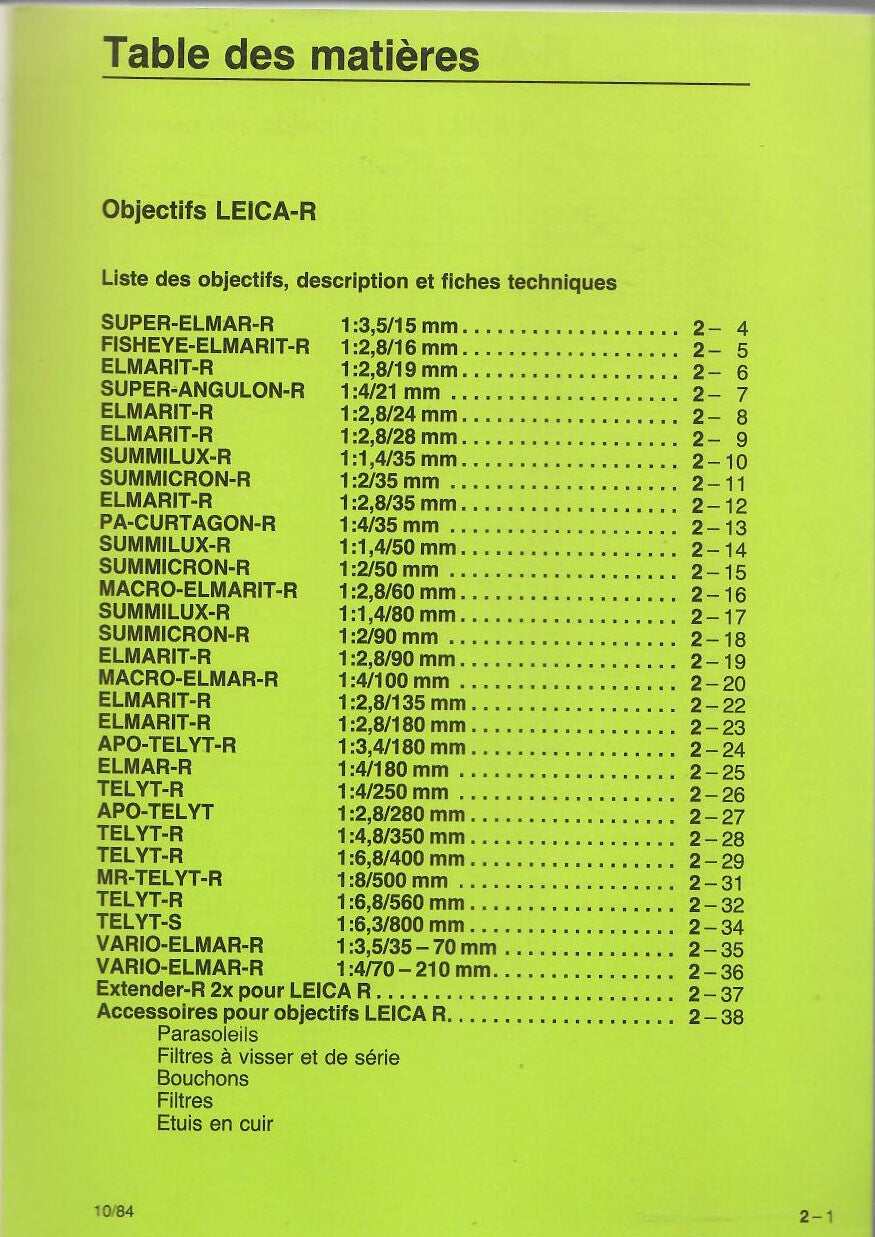 Table des matières
Objectifs LEICA-R
Liste des objectifs, description et fiches techniques
SUPER-ELMAR-R 1:3,5/15 mm................... 2– 4
FISHEYE-ELMARIT-R 1:2,8/16 mm................... 2– 5
ELMARIT-R 1:2,8/19 mm................... 2– 6
SUPER-ANGULON-R 1:4/21 mm .................... 2– 7
ELMARIT-R 1:2,8/24 mm................... 2– 8
ELMARIT-R 1:2,8/28 mm................... 2– 9
SUMMILUX-R 1:1,4/35 mm................... 2–10
SUMMICRON-R 1:2/35 mm .................... 2–11
ELMARIT-R 1:2,8/35 mm................... 2–12
PA-CURTAGON-R 1:4/35 mm .................... 2–13
SUMMILUX-R 1:1,4/50 mm................... 2–14
SUMMICRON-R 1:2/50 mm .................... 2–15
MACRO-ELMARIT-R 1:2,8/60 mm................... 2–16
SUMMILUX-R 1:1,4/80 mm................... 2–17
SUMMICRON-R 1:2/90 mm .................... 2–18
ELMARIT-R 1:2,8/90 mm................... 2–19
MACRO-ELMAR-R 1:4/100 mm ................... 2–20
ELMARIT-R 1:2,8/135 mm.................. 2–22
ELMARIT-R 1:2,8/180 mm.................. 2–23
APO-TELYT-R 1:3,4/180 mm.................. 2–24
ELMAR-R 1:4/180 mm ................... 2–25
TELYT-R 1:4/250 mm ................... 2–26
APO-TELYT 1:2,8/280 mm.................. 2–27
TELYT-R 1:4,8/350 mm.................. 2–28
TELYT-R 1:6,8/400 mm.................. 2–29
MR-TELYT-R 1:8/500 mm ................... 2–31
TELYT-R 1:6,8/560 mm.................. 2–32
TELYT-S 1:6,3/800 mm.................. 2–34
VARIO-ELMAR-R 1:3,5/35–70 mm ............... 2–35
VARIO-ELMAR-R 1:4/70–210 mm................ 2–36
Extender-R 2x pour LEICA R.......................... 2–37
Accessoires pour objectifs LEICA R.................... 2–38
Parasoleils
Filtres à visser et de série
Bouchons
Filtres
Etuis en cuir
10/84
2–1